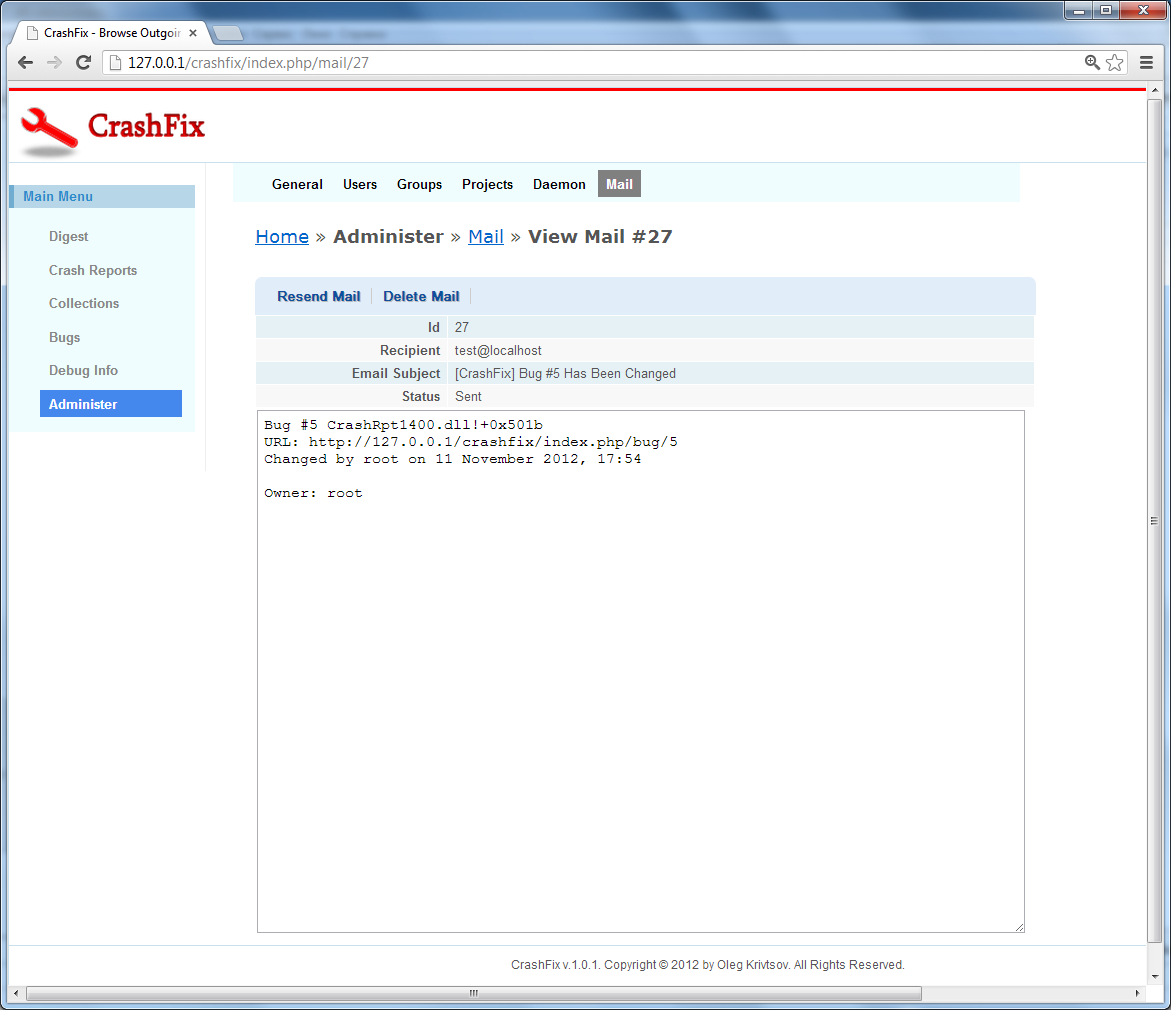 CrashFix - Browse Outgoin
127.0.0.1/crashfix/index.php/mail/27
CrashFix
General Users Groups Projects Daemon Mail
Main Menu
Digest
Crash Reports
Collections
Bugs
Debug Info
Administer
Home » Administer » Mail » View Mail #27
Resend Mail Delete Mail
Id 27
Recipient test@localhost
Email Subject [CrashFix] Bug #5 Has Been Changed
Status Sent
Bug #5 CrashRpt1400.dll!+0x501b
URL: http://127.0.0.1/crashfix/index.php/bug/5
Changed by root on 11 November 2012, 17:54
Owner: root
CrashFix v.1.0.1. Copyright © 2012 by Oleg Krivtsov. All Rights Reserved.